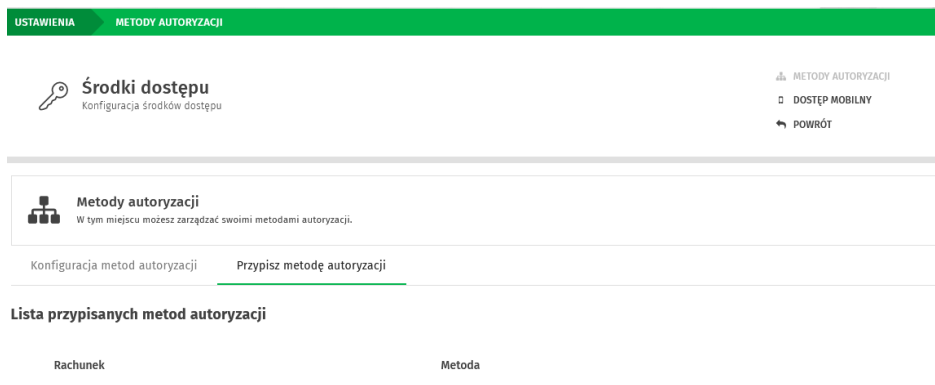 USTAWIENIA METODY AUTORYZACJI
Środki dostępu
Konfiguracja środków dostępu
METODY AUTORYZACJI
DOSTĘP MOBILNY
POWRÓT
Metody autoryzacji
W tym miejscu możesz zarządzać swoimi metodami autoryzacji.
Konfiguracja metod autoryzacji Przypisz metodę autoryzacji
Lista przypisanych metod autoryzacji
Rachunek Metoda